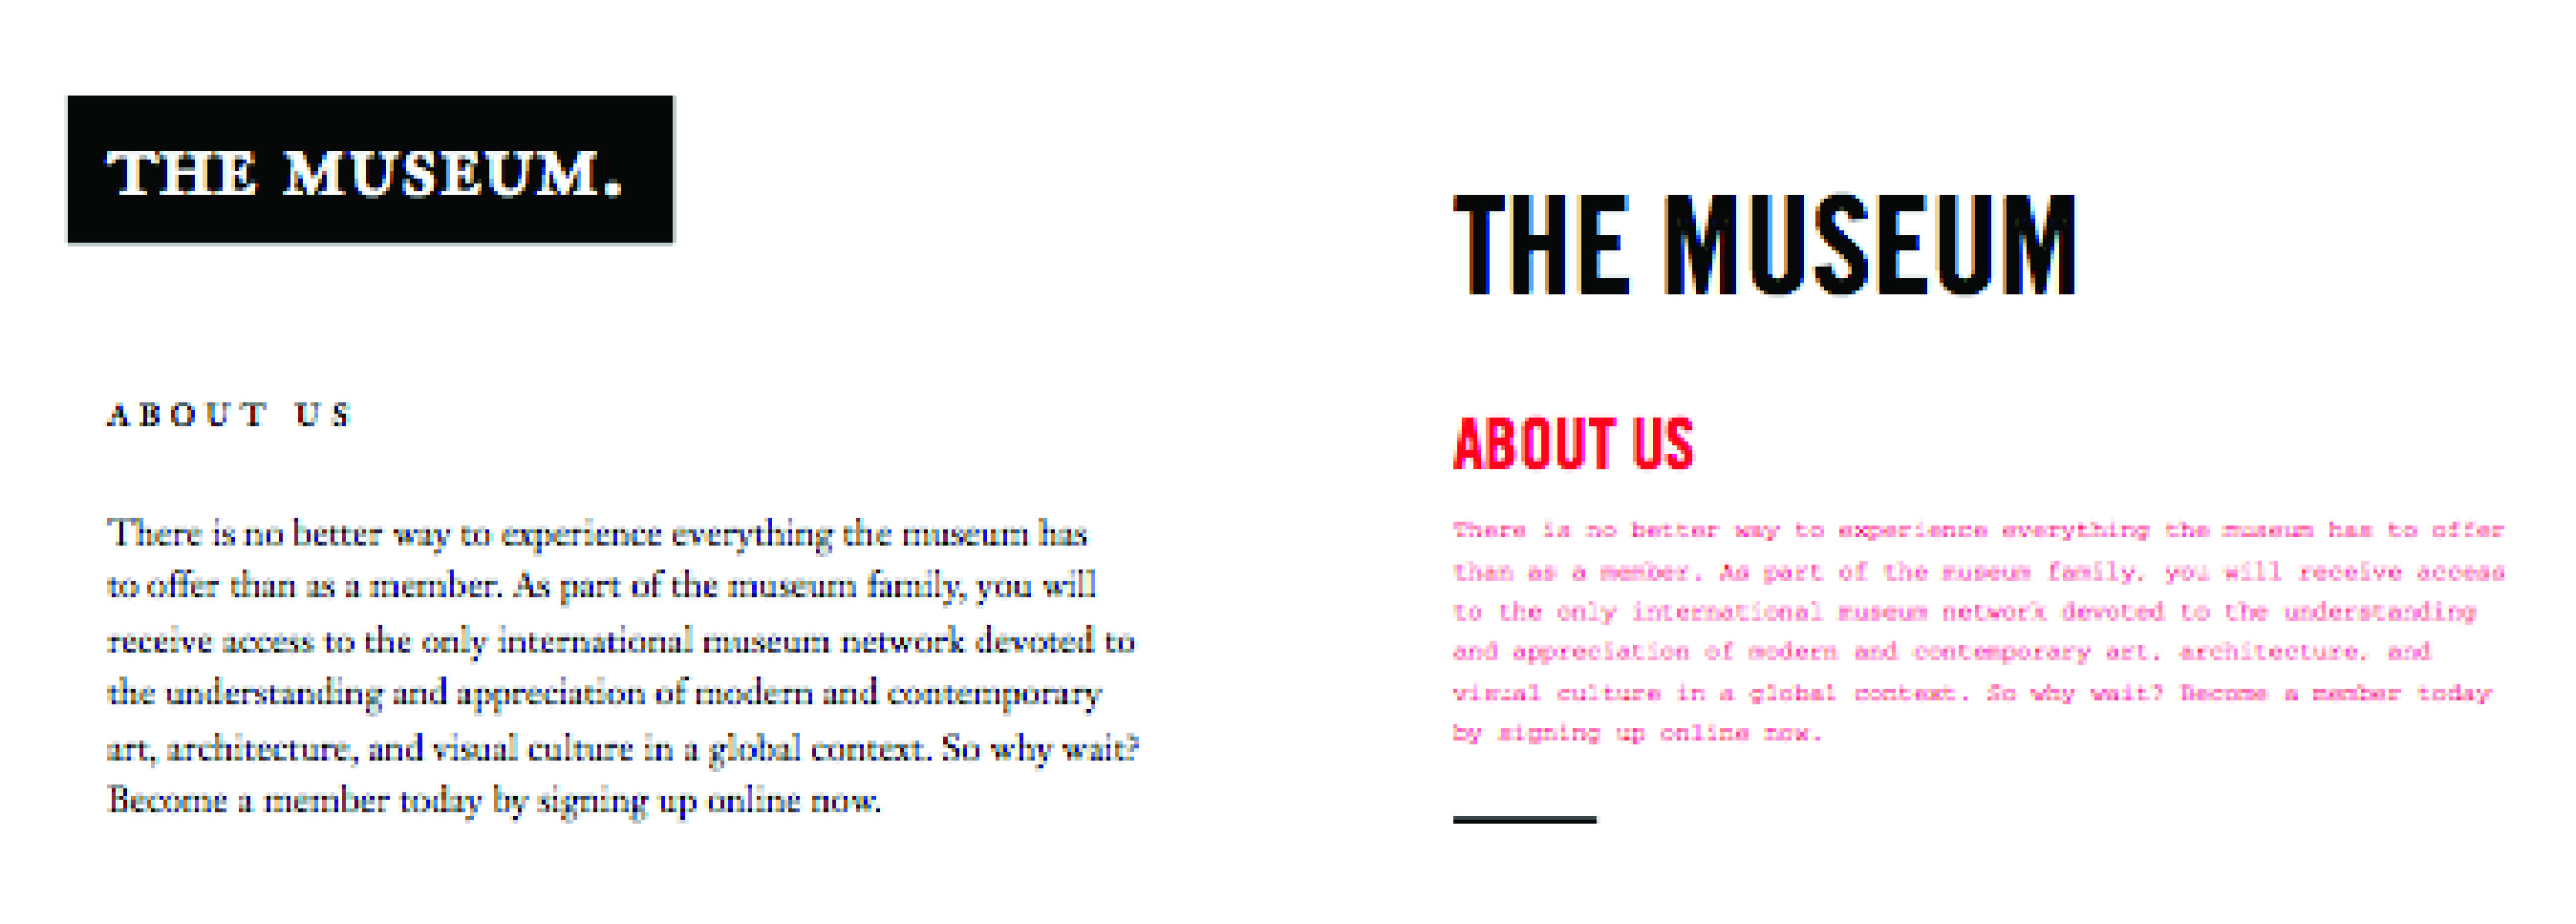 THE MUSEUM.
ABOUT US
There is no better way to experience everything the museum has
to offer than as a member. As part of the museum family, you will
receive access to the only international museum network devoted to
the understanding and appreciation of modern and contemporary
art, architecture, and visual culture in a global context. So why wait?
Become a member today by signing up online now.
THE MUSEUM
ABOUT US
There is no better way to experience everything the museum has to offer
than as a member. As part of the museum family, you will receive access
to the only international museum network devoted to the understanding
and appreciation of modern and contemporary art, architecture, and
visual culture in a global context. So why wait? Become a member today
by signing up online now.